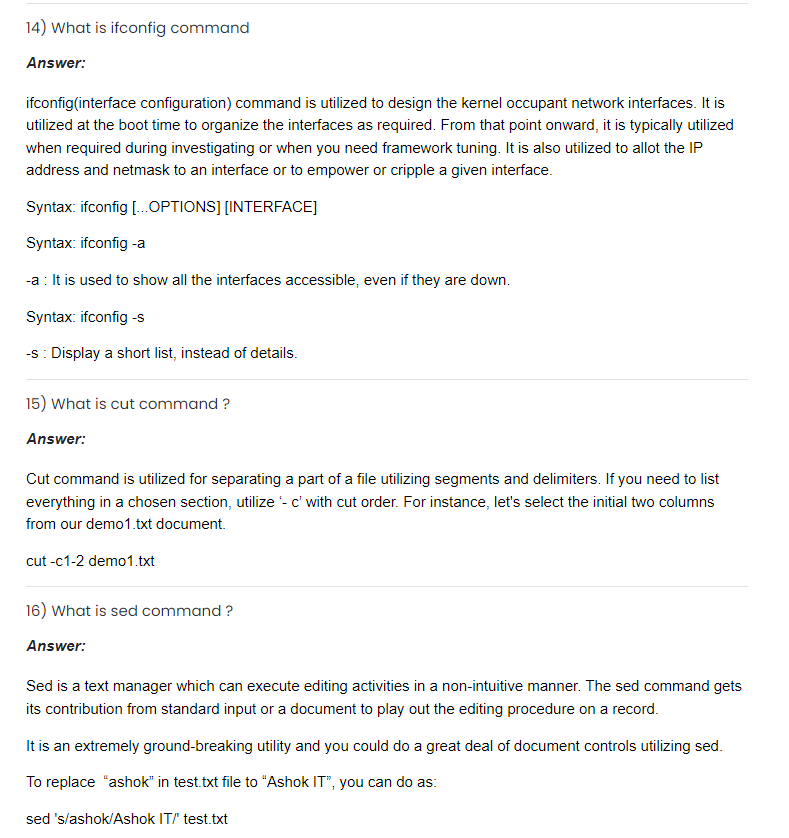 14) What is ifconfig command
Answer:
ifconfig(interface configuration) command is utilized to design the kernel occupant network interfaces. It is
utilized at the boot time to organize the interfaces as required. From that point onward, it is typically utilized
when required during investigating or when you need framework tuning. It is also utilized to allot the IP
address and netmask to an interface or to empower or cripple a given interface.
Syntax: ifconfig [...OPTIONS] [INTERFACE]
Syntax: ifconfig -a
-a : It is used to show all the interfaces accessible, even if they are down.
Syntax: ifconfig -s
-s : Display a short list, instead of details.
15) What is cut command ?
Answer:
Cut command is utilized for separating a part of a file utilizing segments and delimiters. If you need to list
everything in a chosen section, utilize ‘- c’ with cut order. For instance, let's select the initial two columns
from our demo1.txt document.
cut -c1-2 demo1.txt
16) What is sed command ?
Answer:
Sed is a text manager which can execute editing activities in a non-intuitive manner. The sed command gets
its contribution from standard input or a document to play out the editing procedure on a record.
It is an extremely ground-breaking utility and you could do a great deal of document controls utilizing sed.
To replace “ashok” in test.txt file to “Ashok IT”, you can do as:
sed 's/ashok/Ashok IT/' test.txt